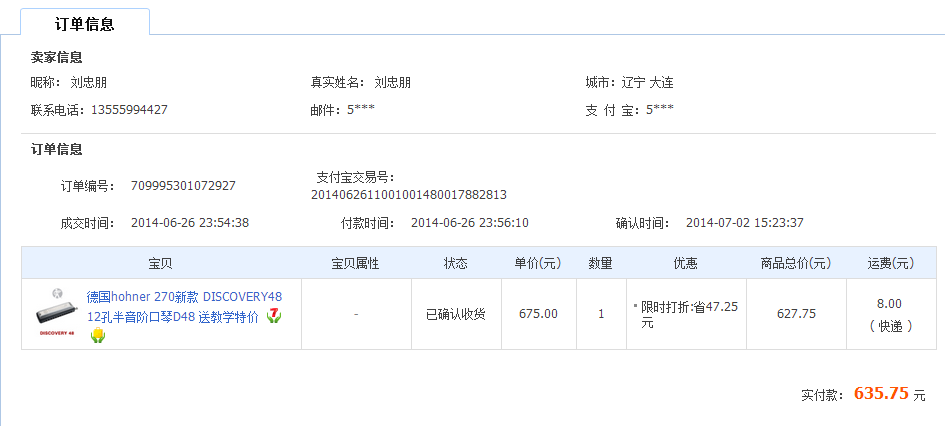 订单信息
卖家信息
昵称： 刘忠朋 真实姓名： 刘忠朋 城市：辽宁 大连
联系电话：13555994427 邮件：5*** 支 付 宝：5***
订单信息
订单编号： 709995301072927 支付宝交易号：
2014062611001001480017882813
成交时间： 2014-06-26 23:54:38 付款时间： 2014-06-26 23:56:10 确认时间： 2014-07-02 15:23:37
宝贝 宝贝属性 状态 单价(元) 数量 优惠 商品总价(元) 运费(元)
德国hohner 270新款 DISCOVERY48
12孔半音阶口琴D48 送教学特价 7
DISCOVERY 48
- 已确认收货 675.00 1 限时打折:省47.25
元 627.75 8.00
( 快递 )
实付款： 635.75 元